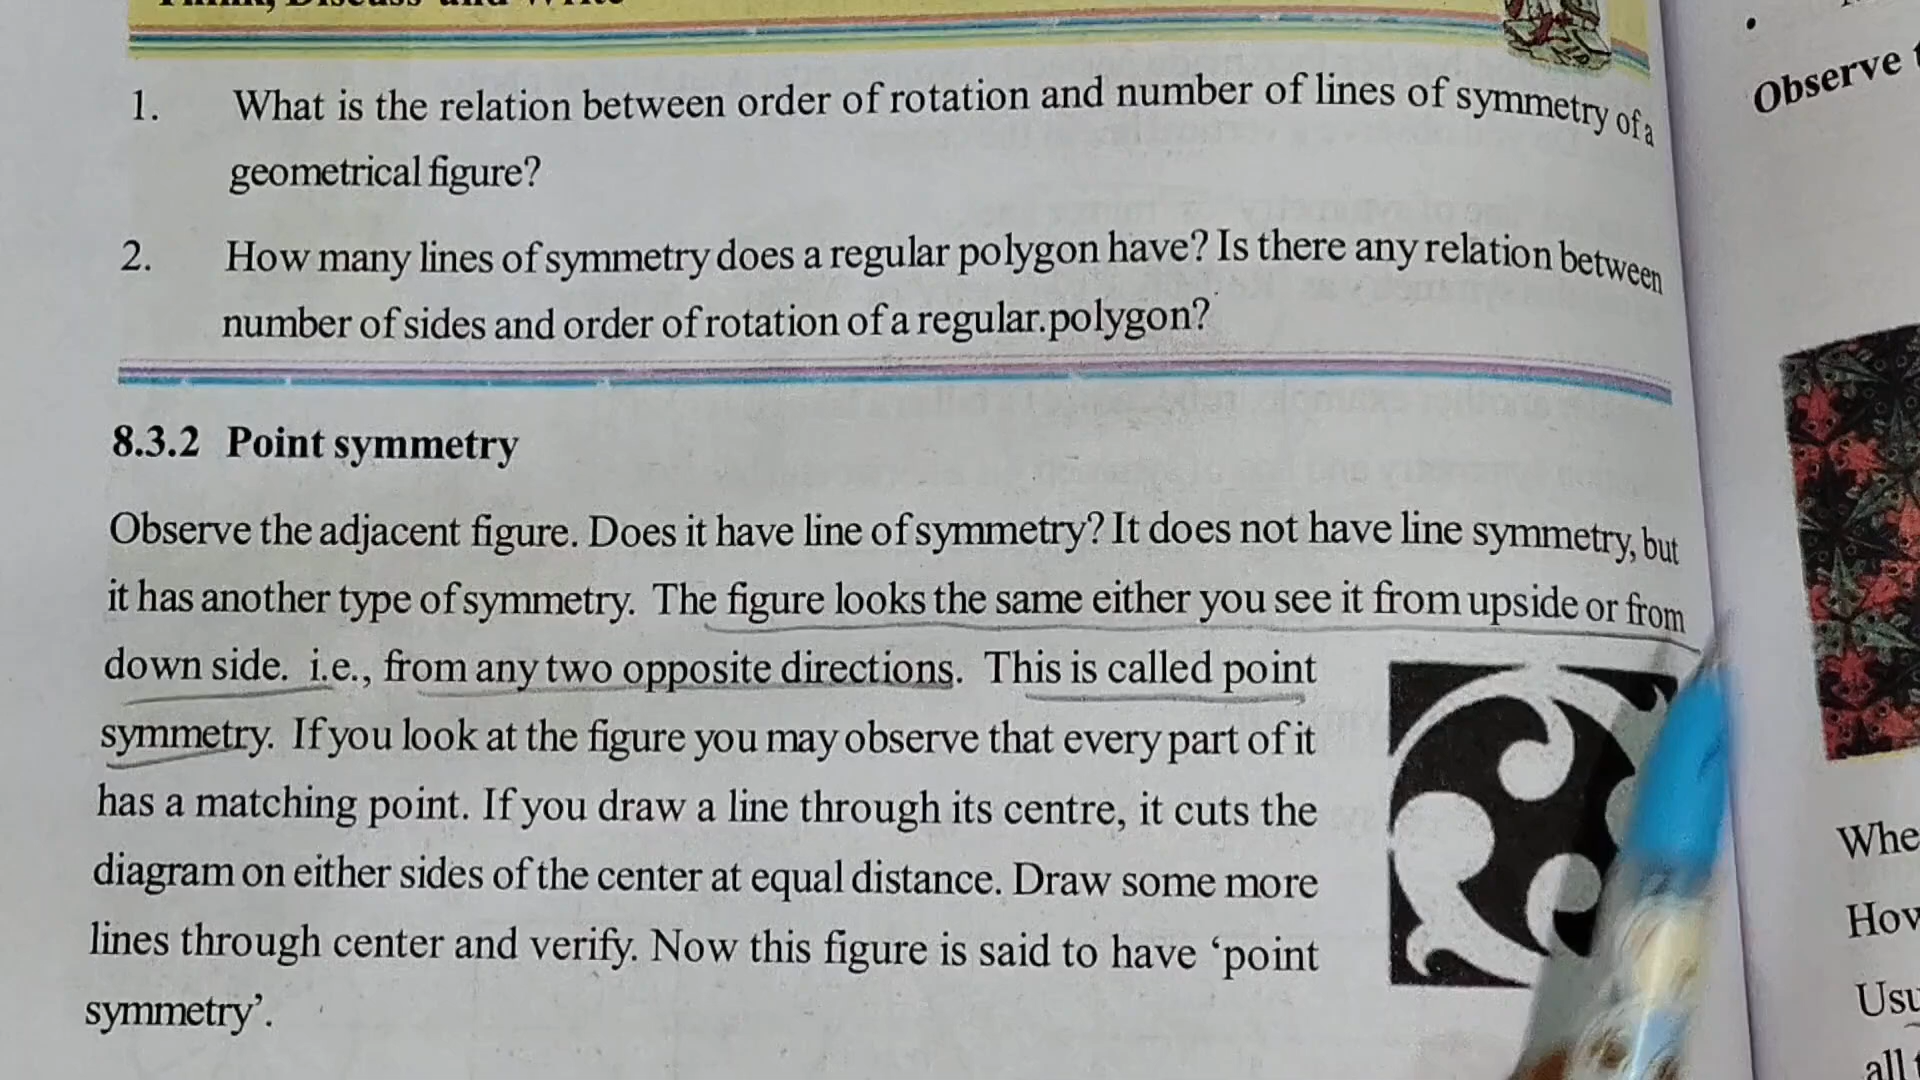 Think, Discuss and Write
1. What is the relation between order of rotation and number of lines of symmetry of a
geometrical figure?
2. How many lines of symmetry does a regular polygon have? Is there any relation between
number of sides and order of rotation of a regular.polygon?
8.3.2 Point symmetry
Observe the adjacent figure. Does it have line of symmetry? It does not have line symmetry, but
it has another type of symmetry. The figure looks the same either you see it from upside or from
down side. i.e., from any two opposite directions. This is called point
symmetry. If you look at the figure you may observe that every part of it
has a matching point. If you draw a line through its centre, it cuts the
diagram on either sides of the center at equal distance. Draw some more
lines through center and verify. Now this figure is said to have ‘point
symmetry’.
Observe